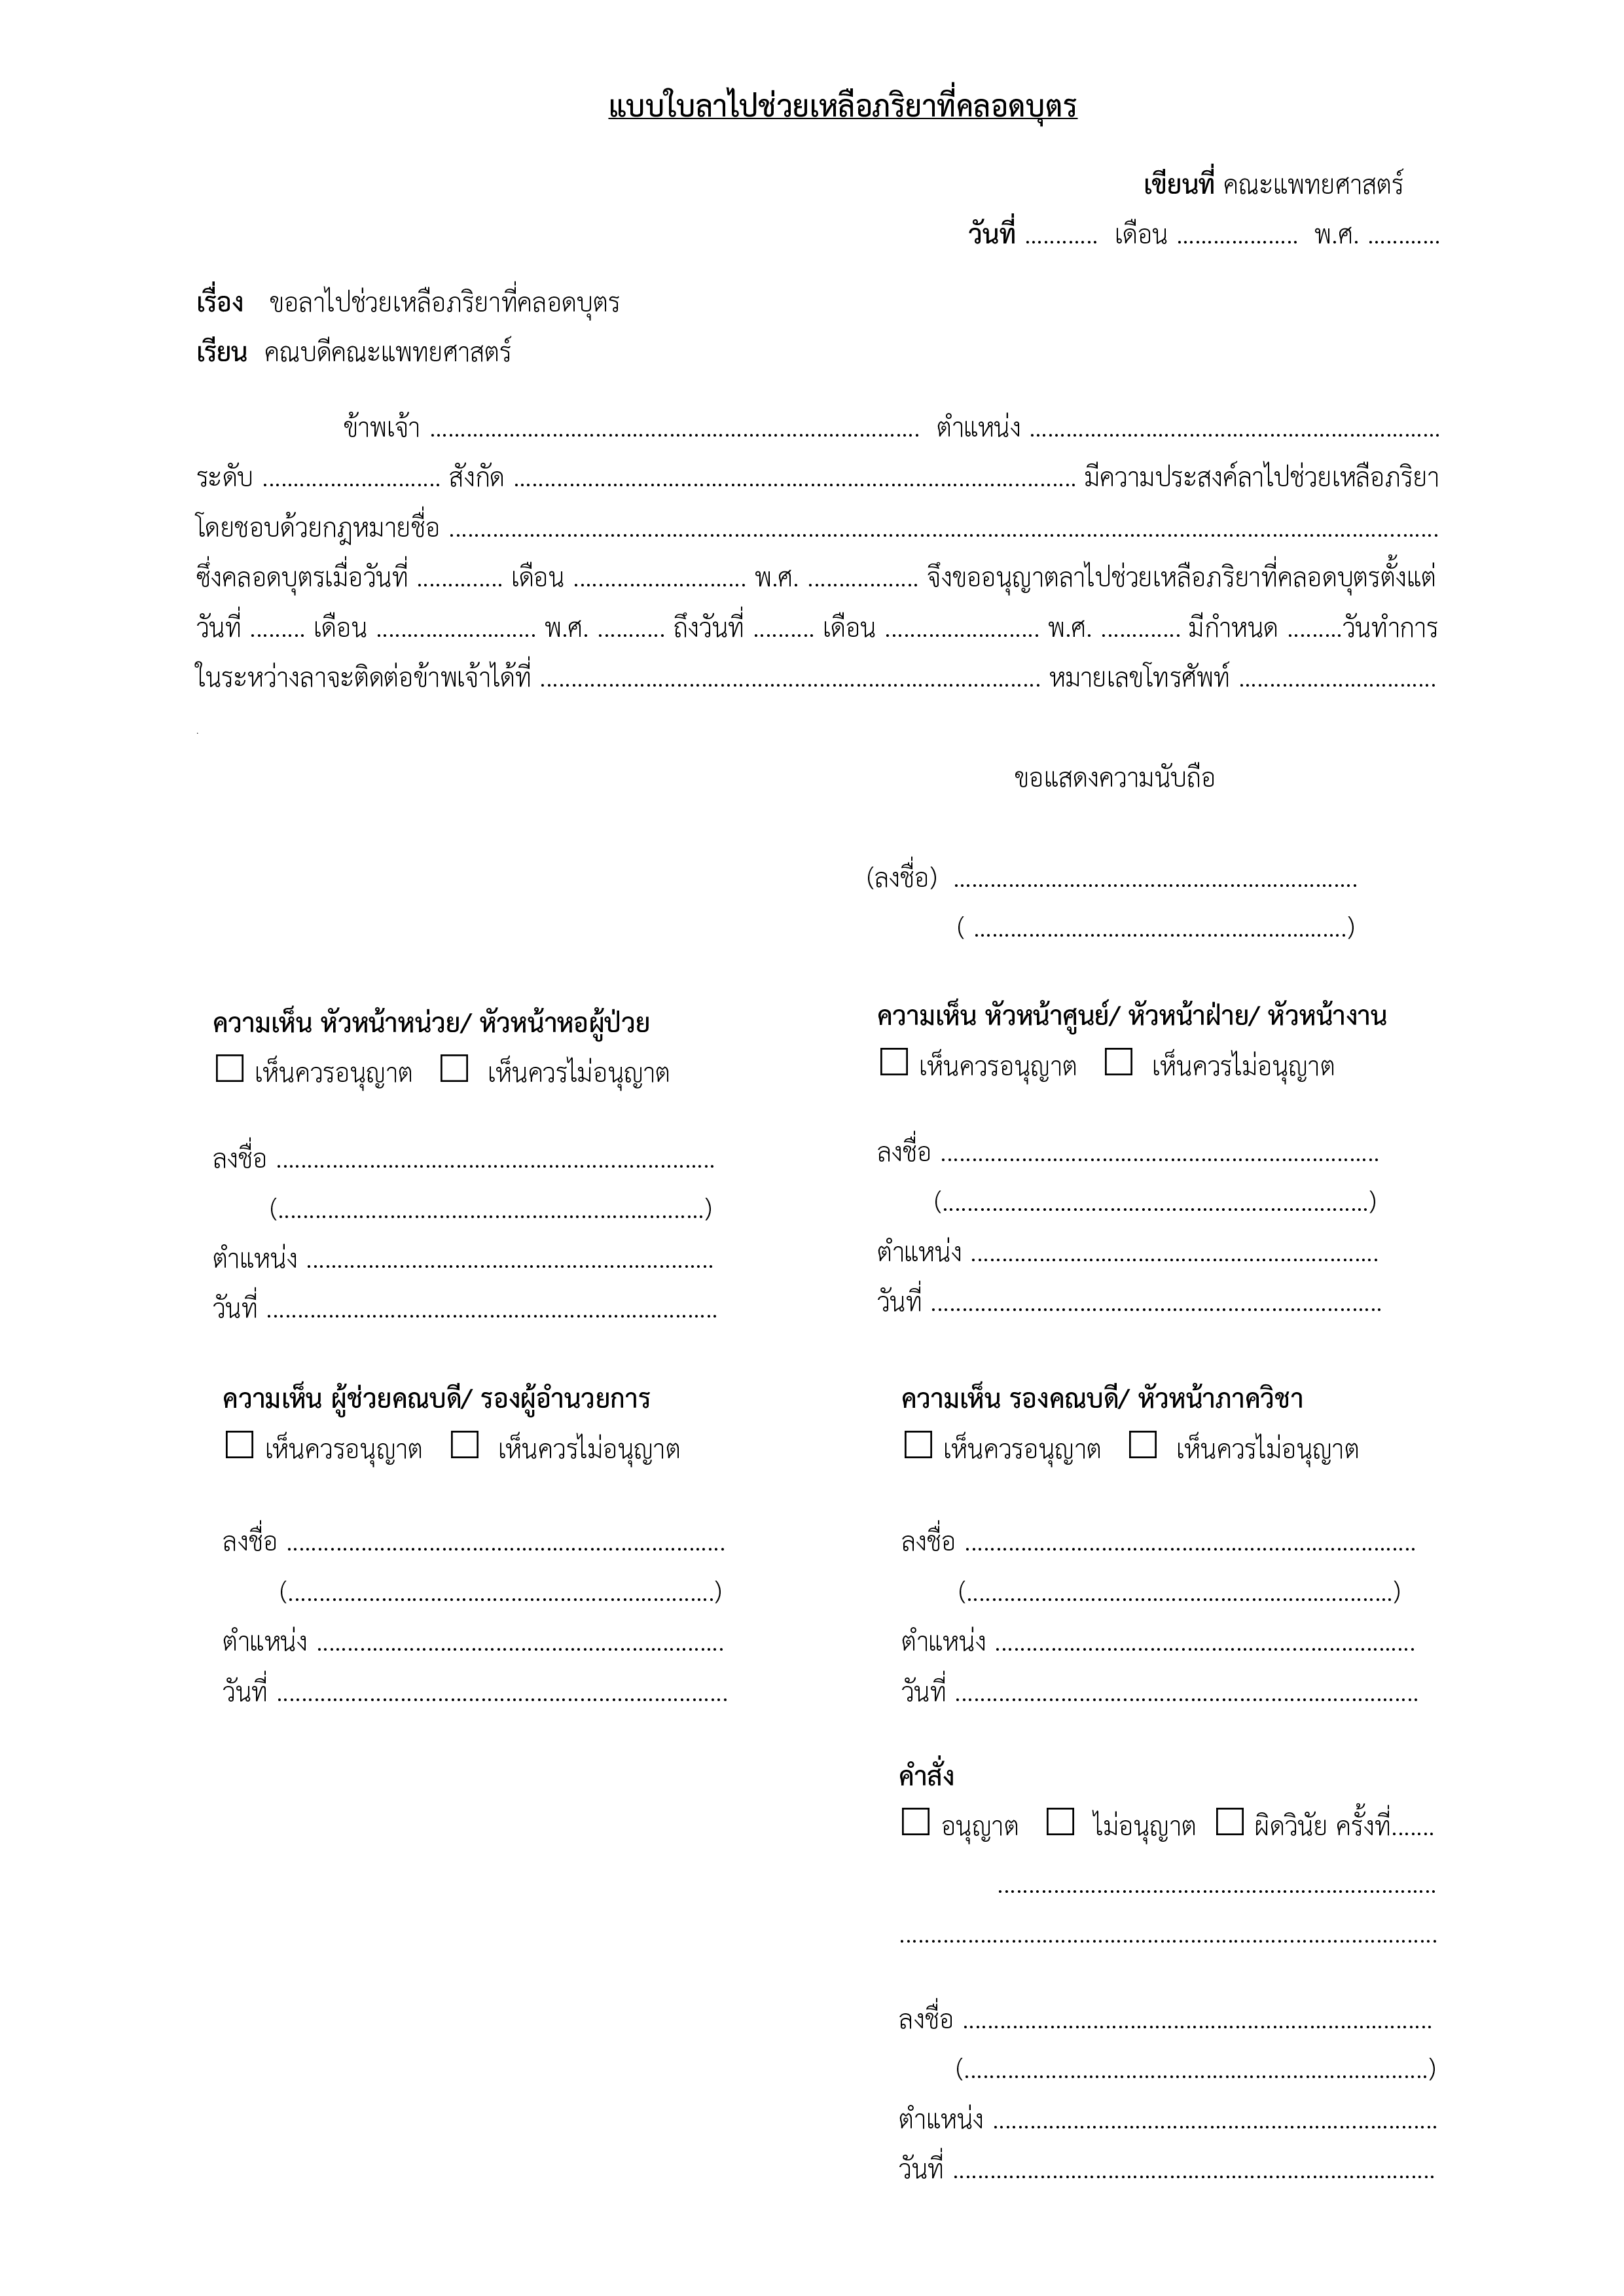 แบบใบลาไปช่วยเหลือภริยาที่คลอดบุตร
เขียนที่ คณะแพทยศาสตร์
วันที่ ............ เดือน .................... พ.ศ. ............
เรื่อง ขอลาไปช่วยเหลือภริยาที่คลอดบุตร
เรียน คณบดีคณะแพทยศาสตร์
ข้าพเจ้า ................................................................................ ตำแหน่ง ...................................................................
ระดับ ............................. สังกัด ............................................................................................ มีความประสงค์ลาไปช่วยเหลือภริยา
โดยชอบด้วยกฎหมายชื่อ ..................................................................................................................................................................
ซึ่งคลอดบุตรเมื่อวันที่ .............. เดือน ............................ พ.ศ. .................. จึงขออนุญาตลาไปช่วยเหลือภริยาที่คลอดบุตรตั้งแต่
วันที่ ......... เดือน .......................... พ.ศ. ........... ถึงวันที่ .......... เดือน ......................... พ.ศ. ............. มีกำหนด .........วันทำการ
ในระหว่างลาจะติดต่อข้าพเจ้าได้ที่ .................................................................................. หมายเลขโทรศัพท์ ................................
ขอแสดงความนับถือ
(ลงชื่อ) ..................................................................
( .............................................................)
ความเห็น หัวหน้าหน่วย/ หัวหน้าหอผู้ป่วย
☐ เห็นควรอนุญาต ☐ เห็นควรไม่อนุญาต
ลงชื่อ .......................................................................
(.....................................................................)
ตำแหน่ง ..................................................................
วันที่ .........................................................................
ความเห็น หัวหน้าศูนย์/ หัวหน้าฝ่าย/ หัวหน้างาน
☐ เห็นควรอนุญาต ☐ เห็นควรไม่อนุญาต
ลงชื่อ .......................................................................
(.....................................................................)
ตำแหน่ง ..................................................................
วันที่ .........................................................................
ความเห็น ผู้ช่วยคณบดี/ รองผู้อำนวยการ
☐ เห็นควรอนุญาต ☐ เห็นควรไม่อนุญาต
ลงชื่อ .......................................................................
(.....................................................................)
ตำแหน่ง ..................................................................
วันที่ .........................................................................
ความเห็น รองคณบดี/ หัวหน้าภาควิชา
☐ เห็นควรอนุญาต ☐ เห็นควรไม่อนุญาต
ลงชื่อ .........................................................................
(.....................................................................)
ตำแหน่ง ....................................................................
วันที่ ...........................................................................
คำสั่ง
☐ อนุญาต ☐ ไม่อนุญาต ☐ ผิดวินัย ครั้งที่.......
.......................................................................
.......................................................................................
ลงชื่อ ............................................................................
(...........................................................................)
ตำแหน่ง ........................................................................
วันที่ ..............................................................................